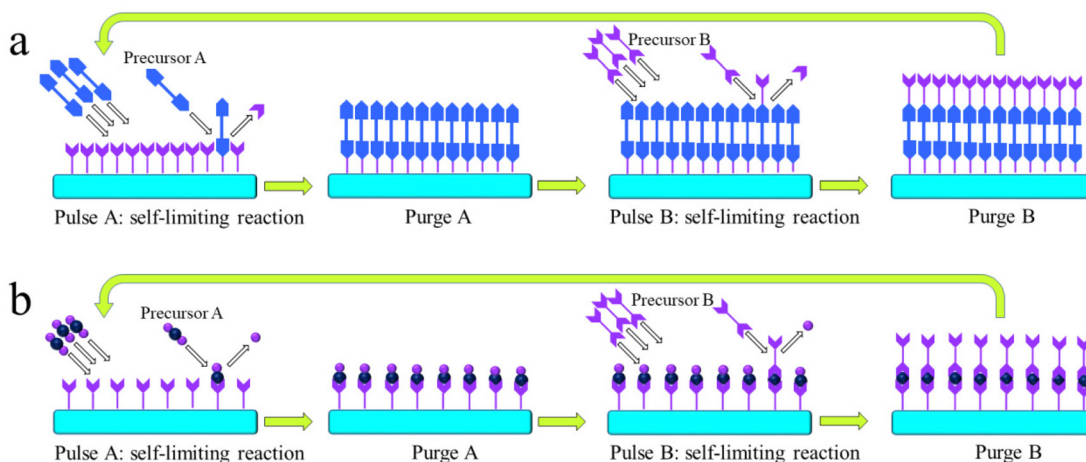 a
Precursor A
Precursor B
Pulse A: self-limiting reaction
Purge A
Pulse B: self-limiting reaction
Purge B
b
Precursor A
Precursor B
Pulse A: self-limiting reaction
Purge A
Pulse B: self-limiting reaction
Purge B